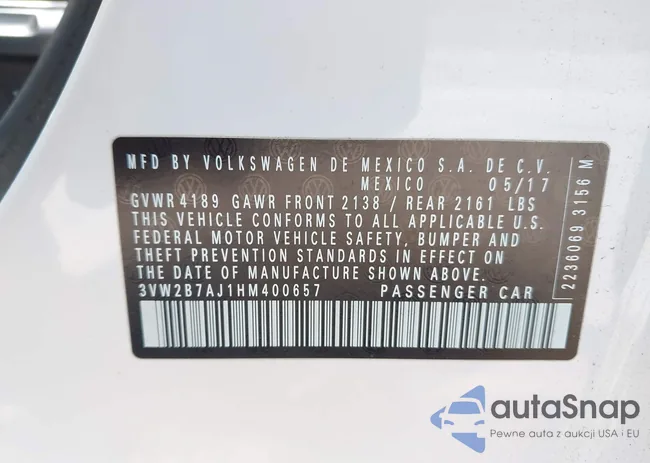 MFD BY VOLKSWAGEN DE MEXICO S.A. DE C.V.
MEXICO 05/17
GVWR 4189 GAWR FRONT 2138 / REAR 2161 LBS
THIS VEHICLE CONFORMS TO ALL APPLICABLE U.S.
FEDERAL MOTOR VEHICLE SAFETY, BUMPER AND
THEFT PREVENTION STANDARDS IN EFFECT ON
THE DATE OF MANUFACTURE SHOWN ABOVE.
3VW2B7AJ1HM400657 PASSENGER CAR
2236069 3156 M
autaSnap
Pewne auta z aukcji USA i EU